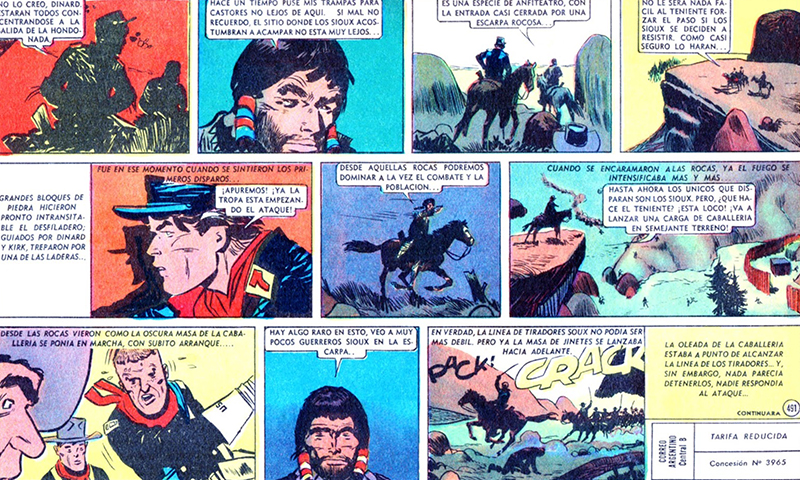 NO LO CREO, DINARD.
ESTARAN TODOS CON-
CENTRANDOSE A LA
SALIDA DE LA HONDO-
NADA
HACE UN TIEMPO PUSE MIS TRAMPAS PARA
CASTORES NO LEJOS DE AQUI. SI MAL NO
RECUERDO, EL SITIO DONDE LOS SIOUX ACOS-
TUMBRAN A ACAMPAR NO ESTA MUY LEJOS...
ES UNA ESPECIE DE ANFITEATRO, CON
LA ENTRADA CASI CERRADA POR UNA
ESCARPA ROCOSA...
NO LE SERA NADA FA-
CIL AL TENIENTE FOR-
ZAR EL PASO SI LOS
SIOUX SE DECIDEN A
RESISTIR. COMO CASI
SEGURO LO HARAN...
GRANDES BLOQUES DE
PIEDRA HICIERON
PRONTO INTRANSITA-
BLE EL DESFILADERO;
GUIADOS POR DINARD
Y KIRK, TREPARON POR
UNA DE LAS LADERAS...
FUE EN ESE MOMENTO CUANDO SE SINTIERON LOS PRI-
MEROS DISPAROS...
¡APUREMOS! ¡YA LA
TROPA ESTA EMPEZAN-
DO EL ATAQUE!
7
DESDE AQUELLAS ROCAS PODREMOS
DOMINAR A LA VEZ EL COMBATE Y LA
POBLACION...
CUANDO SE ENCARAMARON A LAS ROCAS, YA EL FUEGO SE
INTENSIFICABA MAS Y MAS...
HASTA AHORA LOS UNICOS QUE DIS-
PARAN SON LOS SIOUX. PERO, ¿QUE HA-
CE EL TENIENTE? ¡ESTA LOCO! ¡VA A
LANZAR UNA CARGA DE CABALLERIA
EN SEMEJANTE TERRENO!
DESDE LAS ROCAS VIERON COMO LA OSCURA MASA DE LA CABA-
LLERIA SE PONIA EN MARCHA, CON SUBITO ARRANQUE....
HAY ALGO RARO EN ESTO, VEO A MUY
POCOS GUERREROS SIOUX EN LA ES-
CARPA..
EN VERDAD, LA LINEA DE TIRADORES SIOUX NO PODIA SER
MAS DEBIL. PERO YA LA MASA DE JINETES SE LANZABA
HACIA ADELANTE.
PACK!
CRACK!
LA OLEADA DE LA CABALLERIA
ESTABA A PUNTO DE ALCANZAR
LA LINEA DE LOS TIRADORES... Y,
SIN EMBARGO, NADA PARECIA
DETENERLOS, NADIE RESPONDIA
AL ATAQUE...
CONTINUARA
491
CORREO
ARGENTINO
Central B
TARIFA REDUCIDA
Concesión Nº 3965